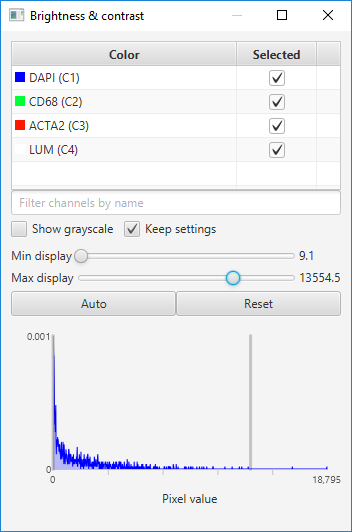 Brightness & contrast
Color Selected
DAPI (C1)
CD68 (C2)
ACTA2 (C3)
LUM (C4)
Filter channels by name
Show grayscale Keep settings
Min display 9.1
Max display 13554.5
Auto Reset
0.001
0
0 18,795
Pixel value